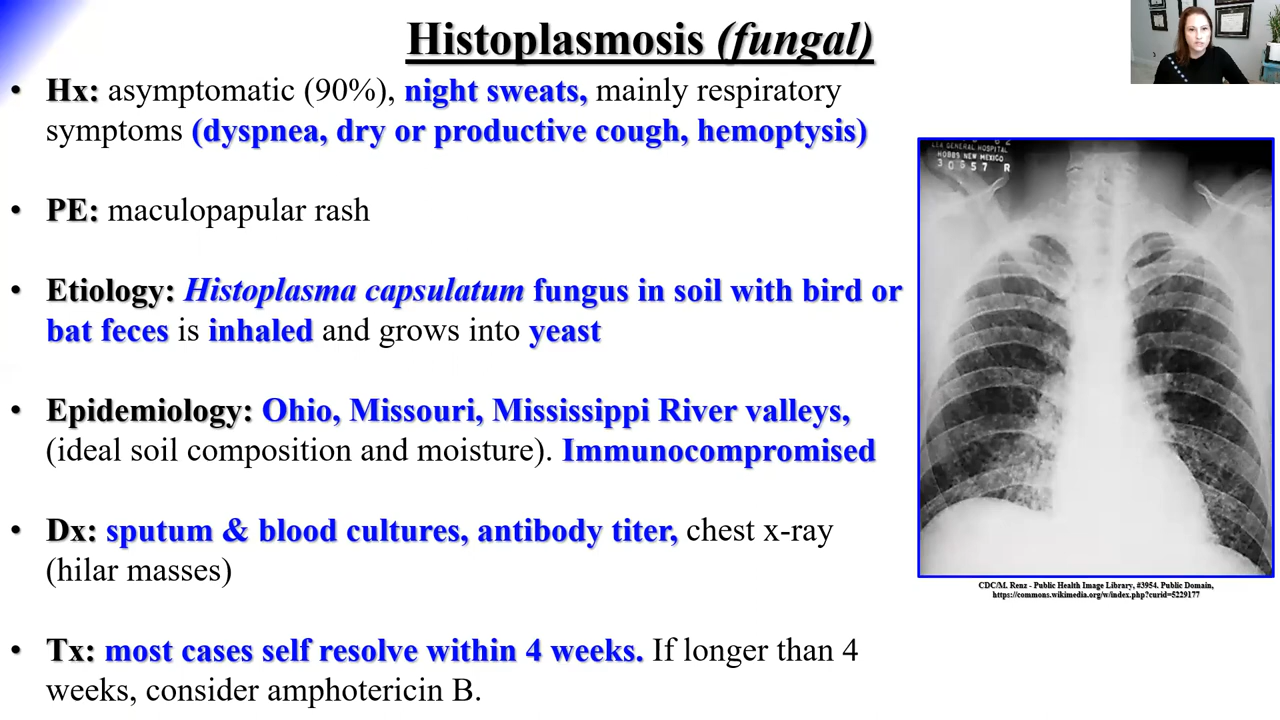 Histoplasmosis (fungal)
• Hx: asymptomatic (90%), night sweats, mainly respiratory
symptoms (dyspnea, dry or productive cough, hemoptysis)
• PE: maculopapular rash
• Etiology: Histoplasma capsulatum fungus in soil with bird or
bat feces is inhaled and grows into yeast
• Epidemiology: Ohio, Missouri, Mississippi River valleys,
(ideal soil composition and moisture). Immunocompromised
• Dx: sputum & blood cultures, antibody titer, chest x-ray
(hilar masses)
• Tx: most cases self resolve within 4 weeks. If longer than 4
weeks, consider amphotericin B.
LEA GENERAL HOSPITAL
HOBBS NEW MEXICO
30557 R
CDC/M. Renz - Public Health Image Library, #3954. Public Domain,
https://commons.wikimedia.org/w/index.php?curid=5229177